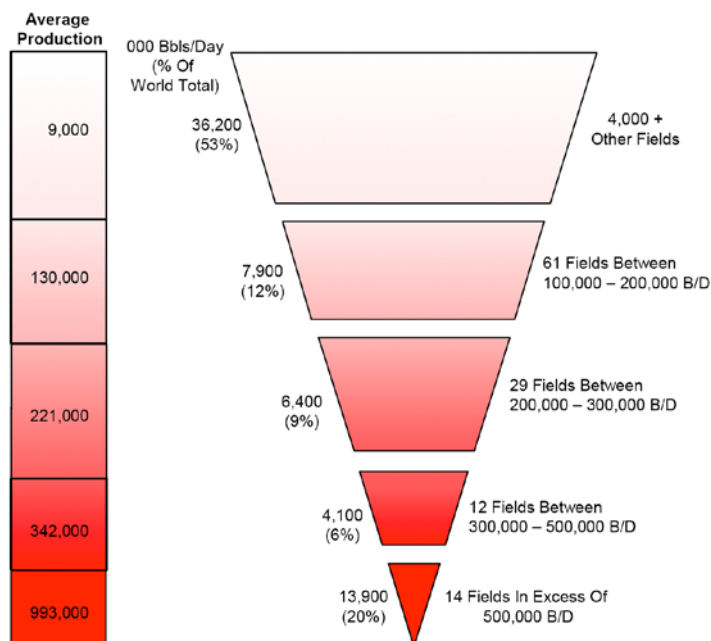 Average
Production
000 Bbls/Day
(% Of
World Total)
9,000
36,200
(53%)
4,000 +
Other Fields
130,000
7,900
(12%)
61 Fields Between
100,000 – 200,000 B/D
221,000
6,400
(9%)
29 Fields Between
200,000 – 300,000 B/D
342,000
4,100
(6%)
12 Fields Between
300,000 – 500,000 B/D
993,000
13,900
(20%)
14 Fields In Excess Of
500,000 B/D